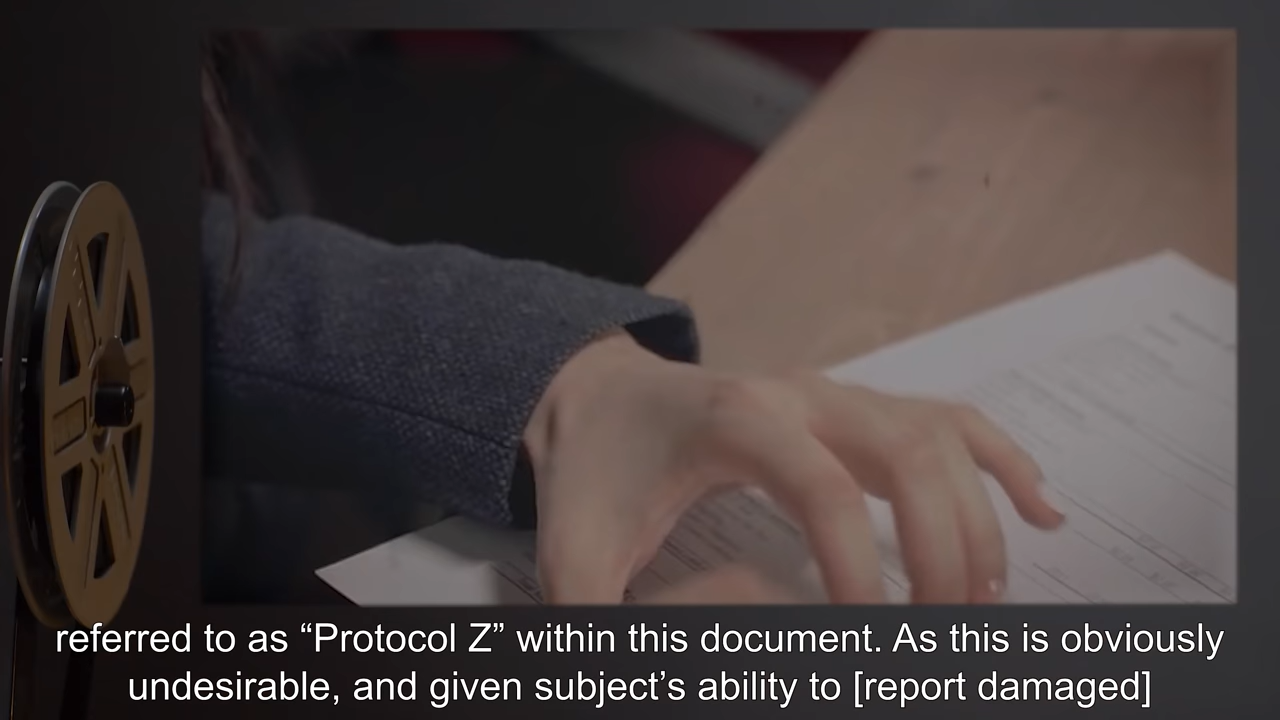 referred to as “Protocol Z” within this document. As this is obviously
undesirable, and given subject’s ability to [report damaged]